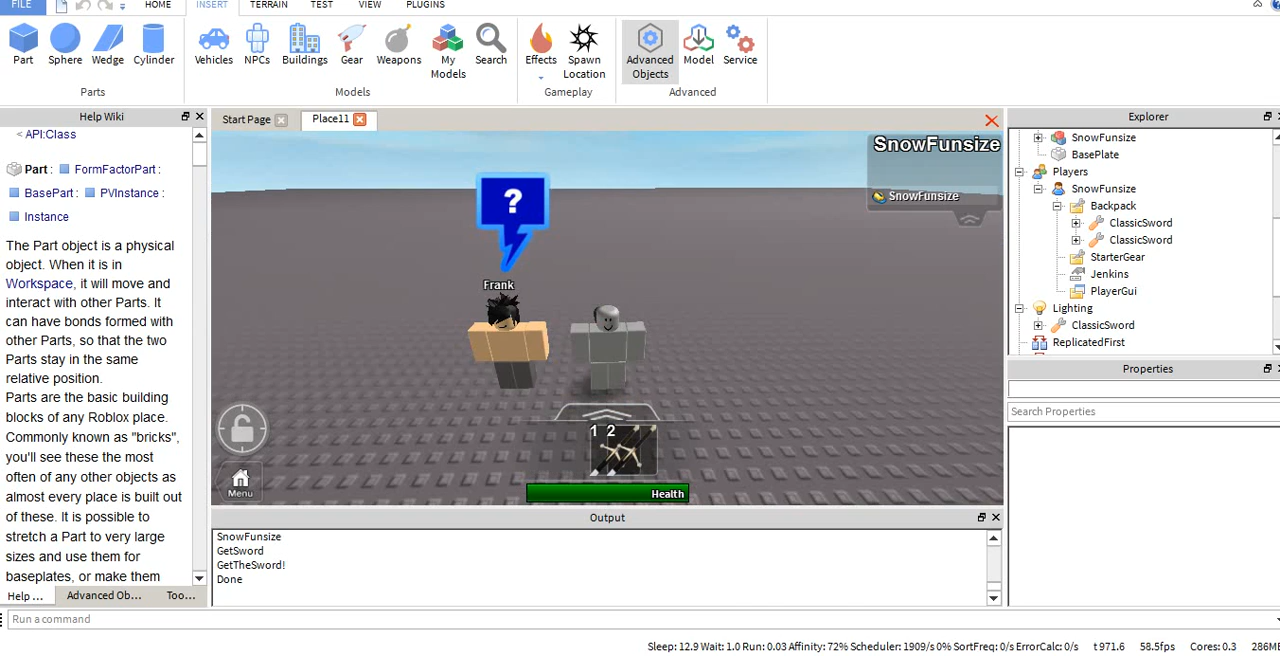 FILE HOME INSERT TERRAIN TEST VIEW PLUGINS
Part Sphere Wedge Cylinder Vehicles NPCs Buildings Gear Weapons My Models Search Effects Spawn Location Advanced Objects Model Service
Parts Models Gameplay Advanced
Help Wiki
< API:Class
Part : FormFactorPart :
BasePart : PVInstance :
Instance
The Part object is a physical
object. When it is in
Workspace, it will move and
interact with other Parts. It
can have bonds formed with
other Parts, so that the two
Parts stay in the same
relative position.
Parts are the basic building
blocks of any Roblox place.
Commonly known as "bricks",
you'll see these the most
often of any other objects as
almost every place is built out
of these. It is possible to
stretch a Part to very large
sizes and use them for
baseplates, or make them
Help ... Advanced Ob... Too...
Start Page Place11
SnowFunsize
SnowFunsize
?
Frank
1 2
Health
Menu
Output
SnowFunsize
GetSword
GetTheSword!
Done
Explorer
SnowFunsize
BasePlate
Players
SnowFunsize
Backpack
ClassicSword
ClassicSword
StarterGear
Jenkins
PlayerGui
Lighting
ClassicSword
ReplicatedFirst
Properties
Search Properties
Run a command
Sleep: 12.9 Wait: 1.0 Run: 0.03 Affinity: 72% Scheduler: 1909/s 0% SortFreq: 0/s ErrorCalc: 0/s t 971.6 58.5fps Cores: 0.3 286MB